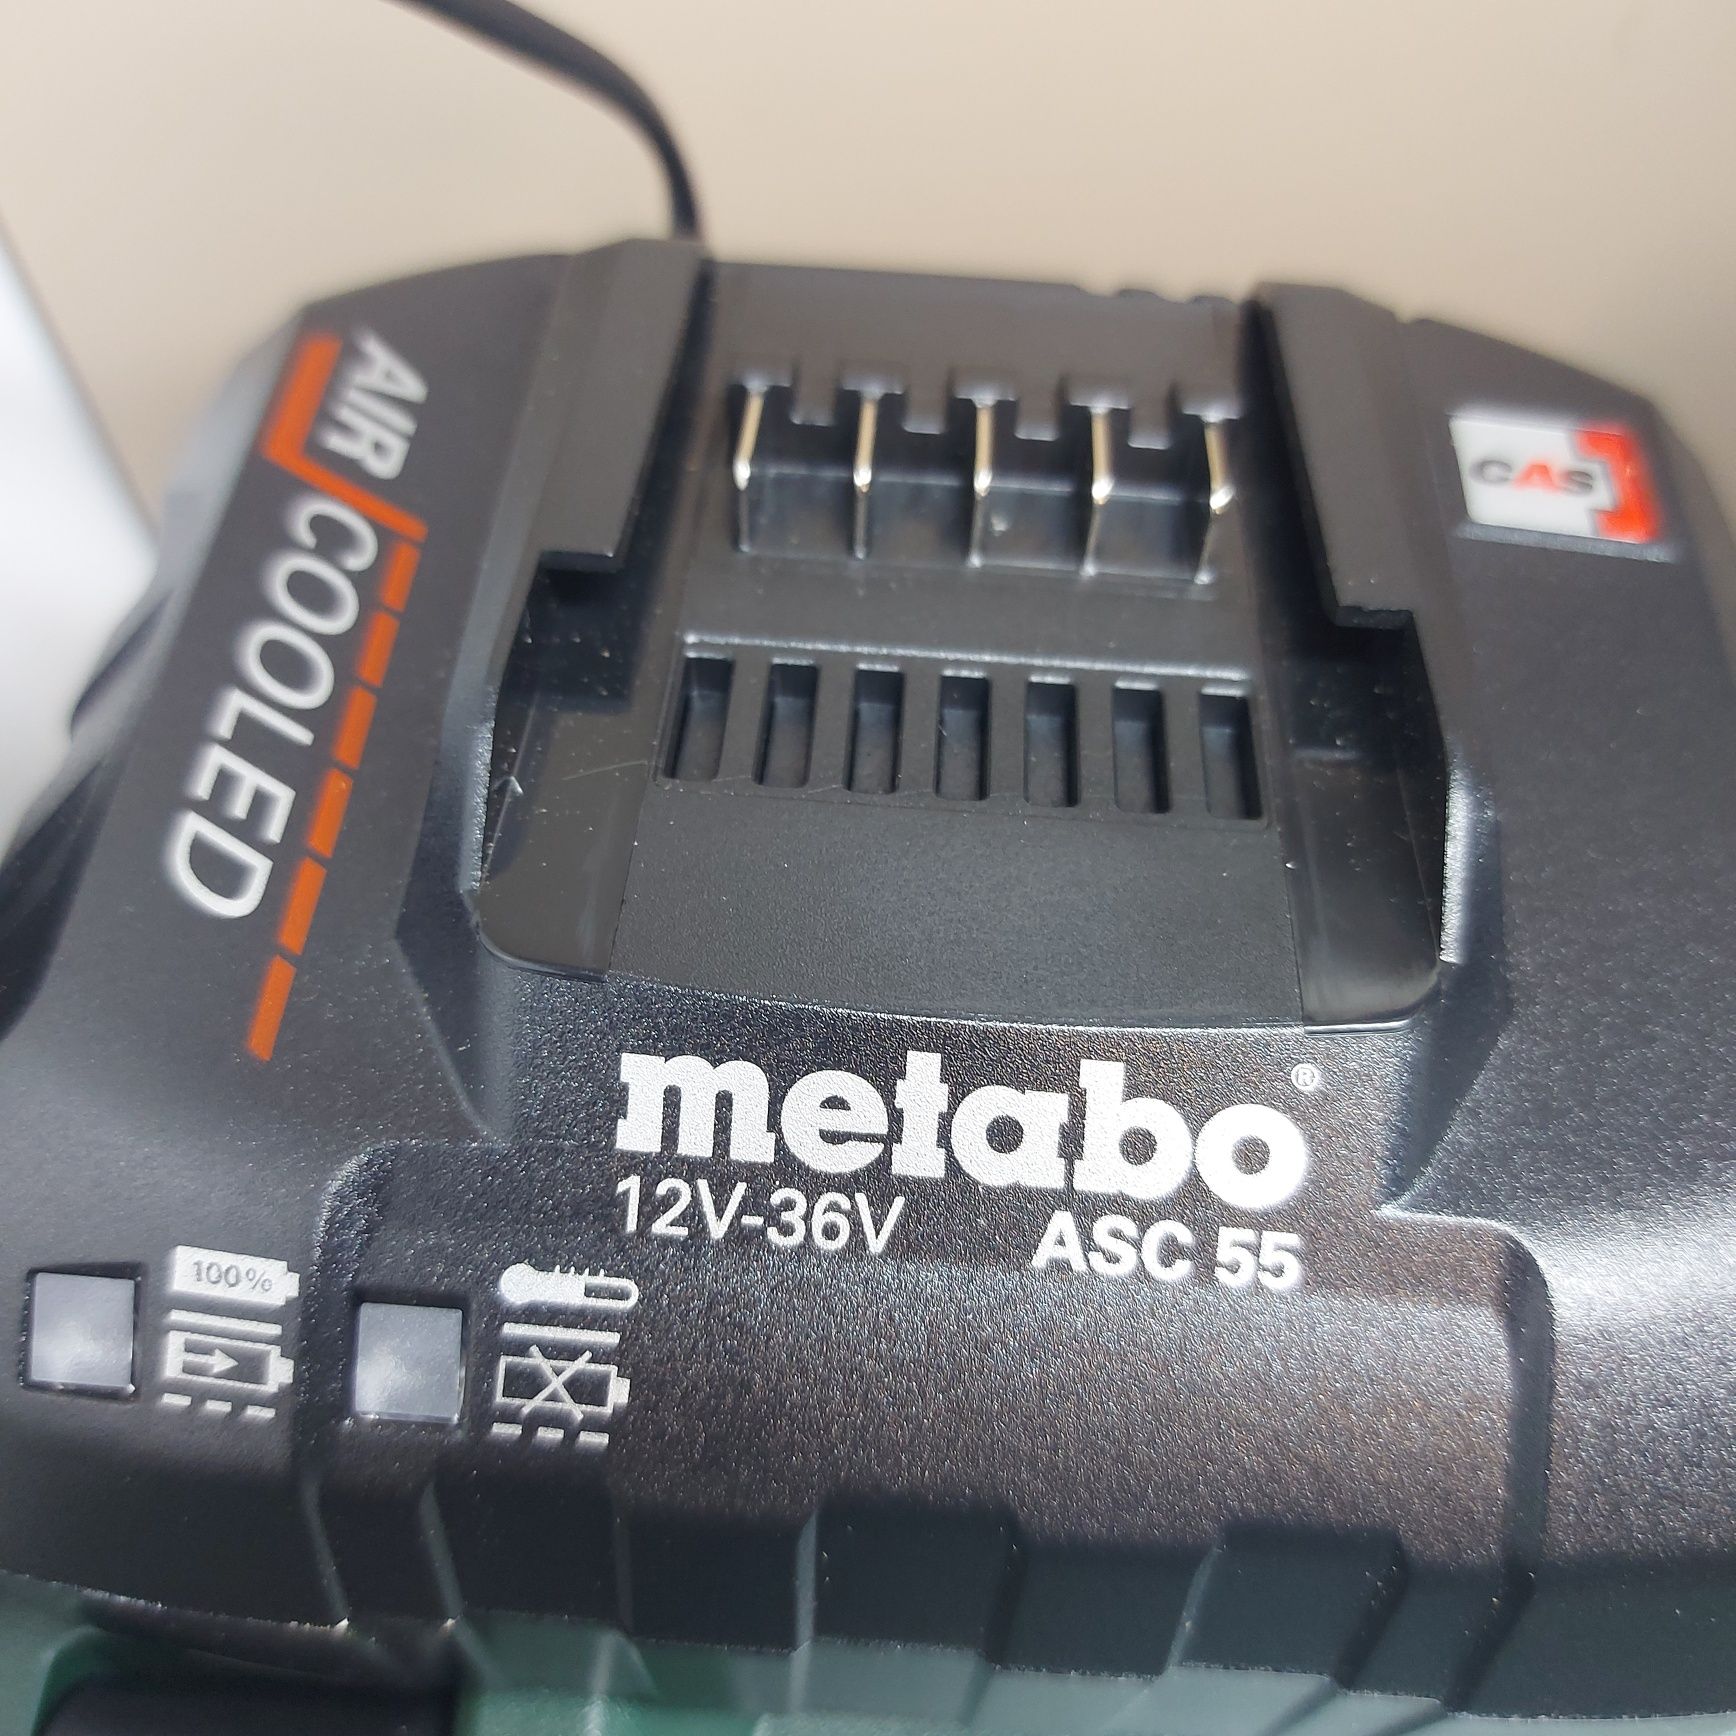 AIR COOLED
CAS
metabo®
12V-36V ASC 55
100%